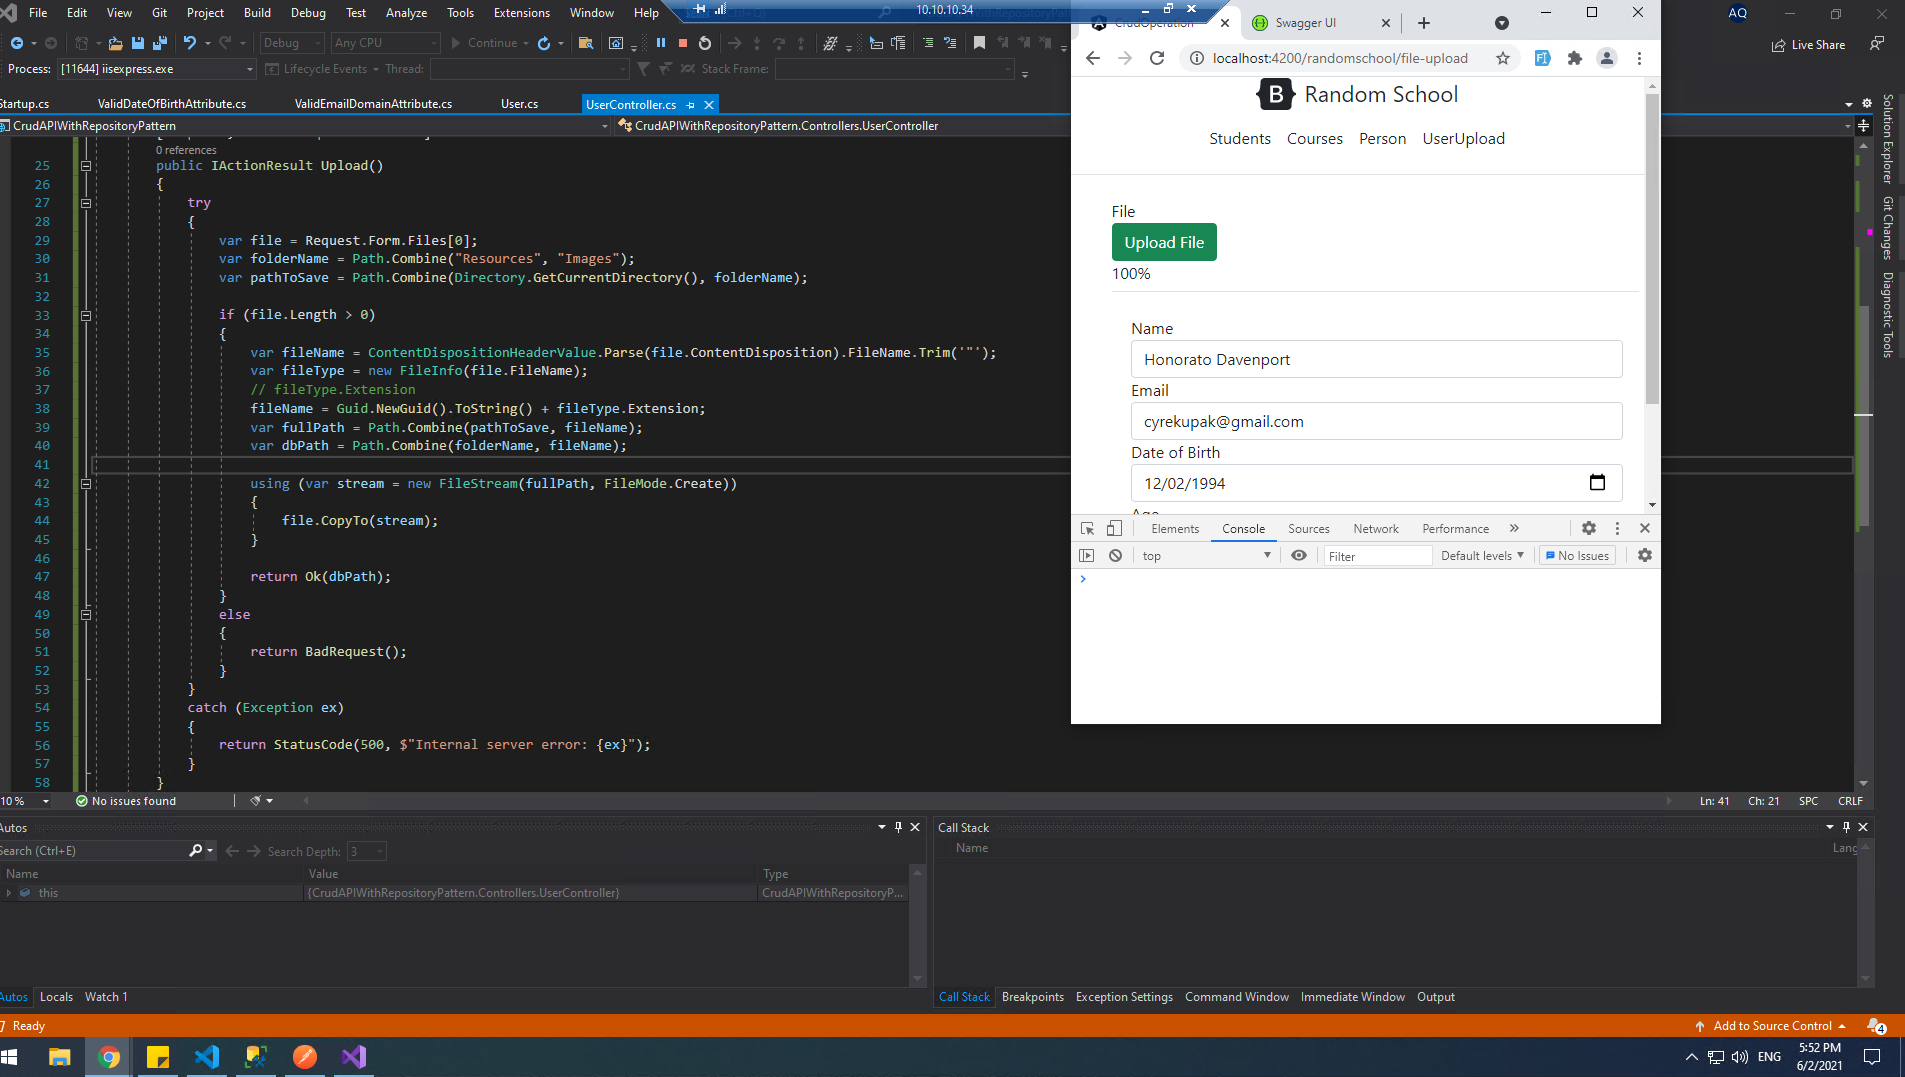 File Edit View Git Project Build Debug Test Analyze Tools Extensions Window Help
10.10.10.34
AQ
Debug Any CPU Continue
Live Share
Process: [11644] iisexpress.exe Lifecycle Events Thread: Stack Frame:
Startup.cs ValidDateOfBirthAttribute.cs ValidEmailDomainAttribute.cs User.cs UserController.cs
CrudAPIWithRepositoryPattern CrudAPIWithRepositoryPattern.Controllers.UserController
0 references
25 public IActionResult Upload()
26 {
27 try
28 {
29 var file = Request.Form.Files[0];
30 var folderName = Path.Combine("Resources", "Images");
31 var pathToSave = Path.Combine(Directory.GetCurrentDirectory(), folderName);
32
33 if (file.Length > 0)
34 {
35 var fileName = ContentDispositionHeaderValue.Parse(file.ContentDisposition).FileName.Trim('"');
36 var fileType = new FileInfo(file.FileName);
37 // fileType.Extension
38 fileName = Guid.NewGuid().ToString() + fileType.Extension;
39 var fullPath = Path.Combine(pathToSave, fileName);
40 var dbPath = Path.Combine(folderName, fileName);
41
42 using (var stream = new FileStream(fullPath, FileMode.Create))
43 {
44 file.CopyTo(stream);
45 }
46
47 return Ok(dbPath);
48 }
49 else
50 {
51 return BadRequest();
52 }
53 }
54 catch (Exception ex)
55 {
56 return StatusCode(500, $"Internal server error: {ex}");
57 }
58 }
10 % No issues found
Ln: 41 Ch: 21 SPC CRLF
CrudOperation Swagger UI
localhost:4200/randomschool/file-upload
B Random School
Students Courses Person UserUpload
File
Upload File
100%
Name
Honorato Davenport
Email
cyrekupak@gmail.com
Date of Birth
12/02/1994
Age
Elements Console Sources Network Performance
top Filter Default levels No Issues
Solution Explorer
Git Changes
Diagnostic Tools
Autos
Search (Ctrl+E) Search Depth: 3
Name Value Type
this {CrudAPIWithRepositoryPattern.Controllers.UserController} CrudAPIWithRepositoryP...
Autos Locals Watch 1
Call Stack
Name Lang
Call Stack Breakpoints Exception Settings Command Window Immediate Window Output
Ready
Add to Source Control 4
ENG
5:52 PM
6/2/2021